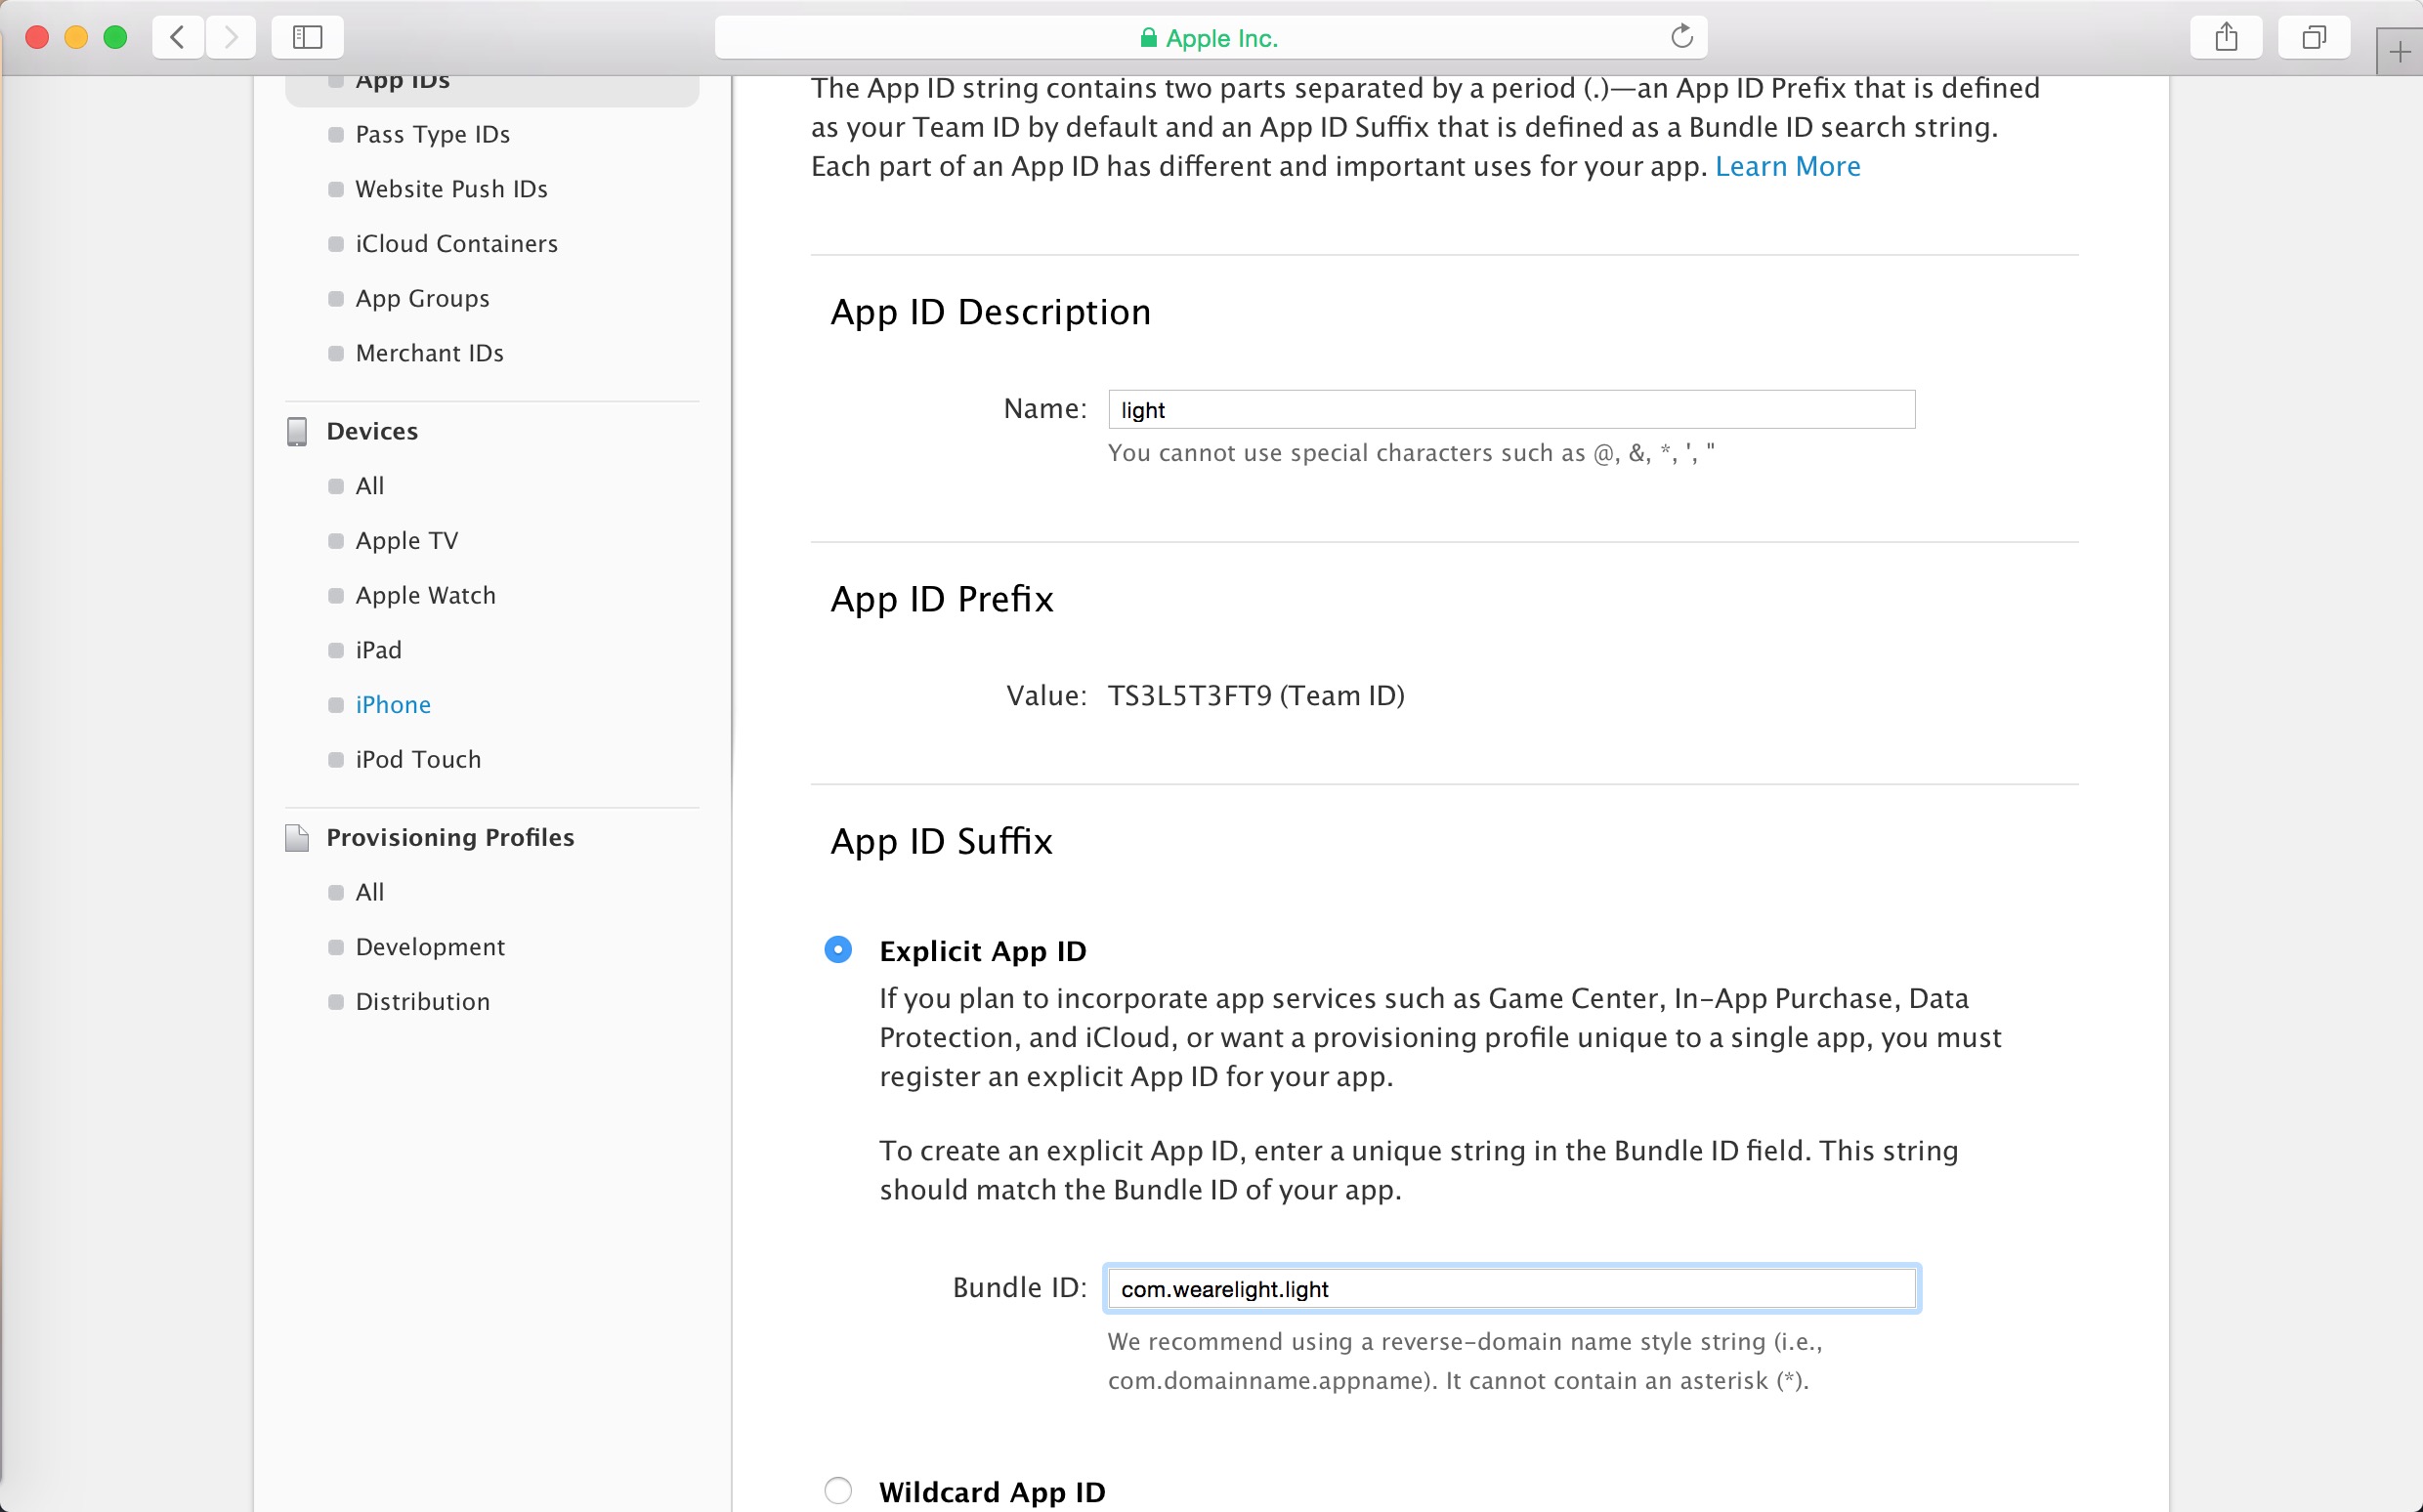 Apple Inc.
App IDs
Pass Type IDs
Website Push IDs
iCloud Containers
App Groups
Merchant IDs
Devices
All
Apple TV
Apple Watch
iPad
iPhone
iPod Touch
Provisioning Profiles
All
Development
Distribution
The App ID string contains two parts separated by a period (.)—an App ID Prefix that is defined
as your Team ID by default and an App ID Suffix that is defined as a Bundle ID search string.
Each part of an App ID has different and important uses for your app. Learn More
App ID Description
Name: light
You cannot use special characters such as @, &, *, ', "
App ID Prefix
Value: TS3L5T3FT9 (Team ID)
App ID Suffix
Explicit App ID
If you plan to incorporate app services such as Game Center, In-App Purchase, Data
Protection, and iCloud, or want a provisioning profile unique to a single app, you must
register an explicit App ID for your app.
To create an explicit App ID, enter a unique string in the Bundle ID field. This string
should match the Bundle ID of your app.
Bundle ID: com.wearelight.light
We recommend using a reverse-domain name style string (i.e.,
com.domainname.appname). It cannot contain an asterisk (*).
Wildcard App ID